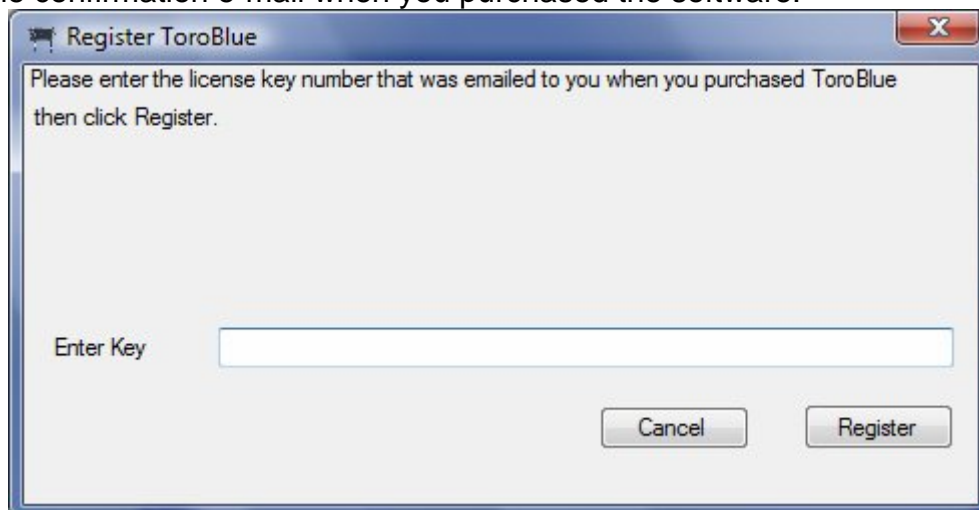 confirmation e-mail when you purchased the software.
Register ToroBlue
Please enter the license key number that was emailed to you when you purchased ToroBlue
then click Register.
Enter Key
Cancel
Register